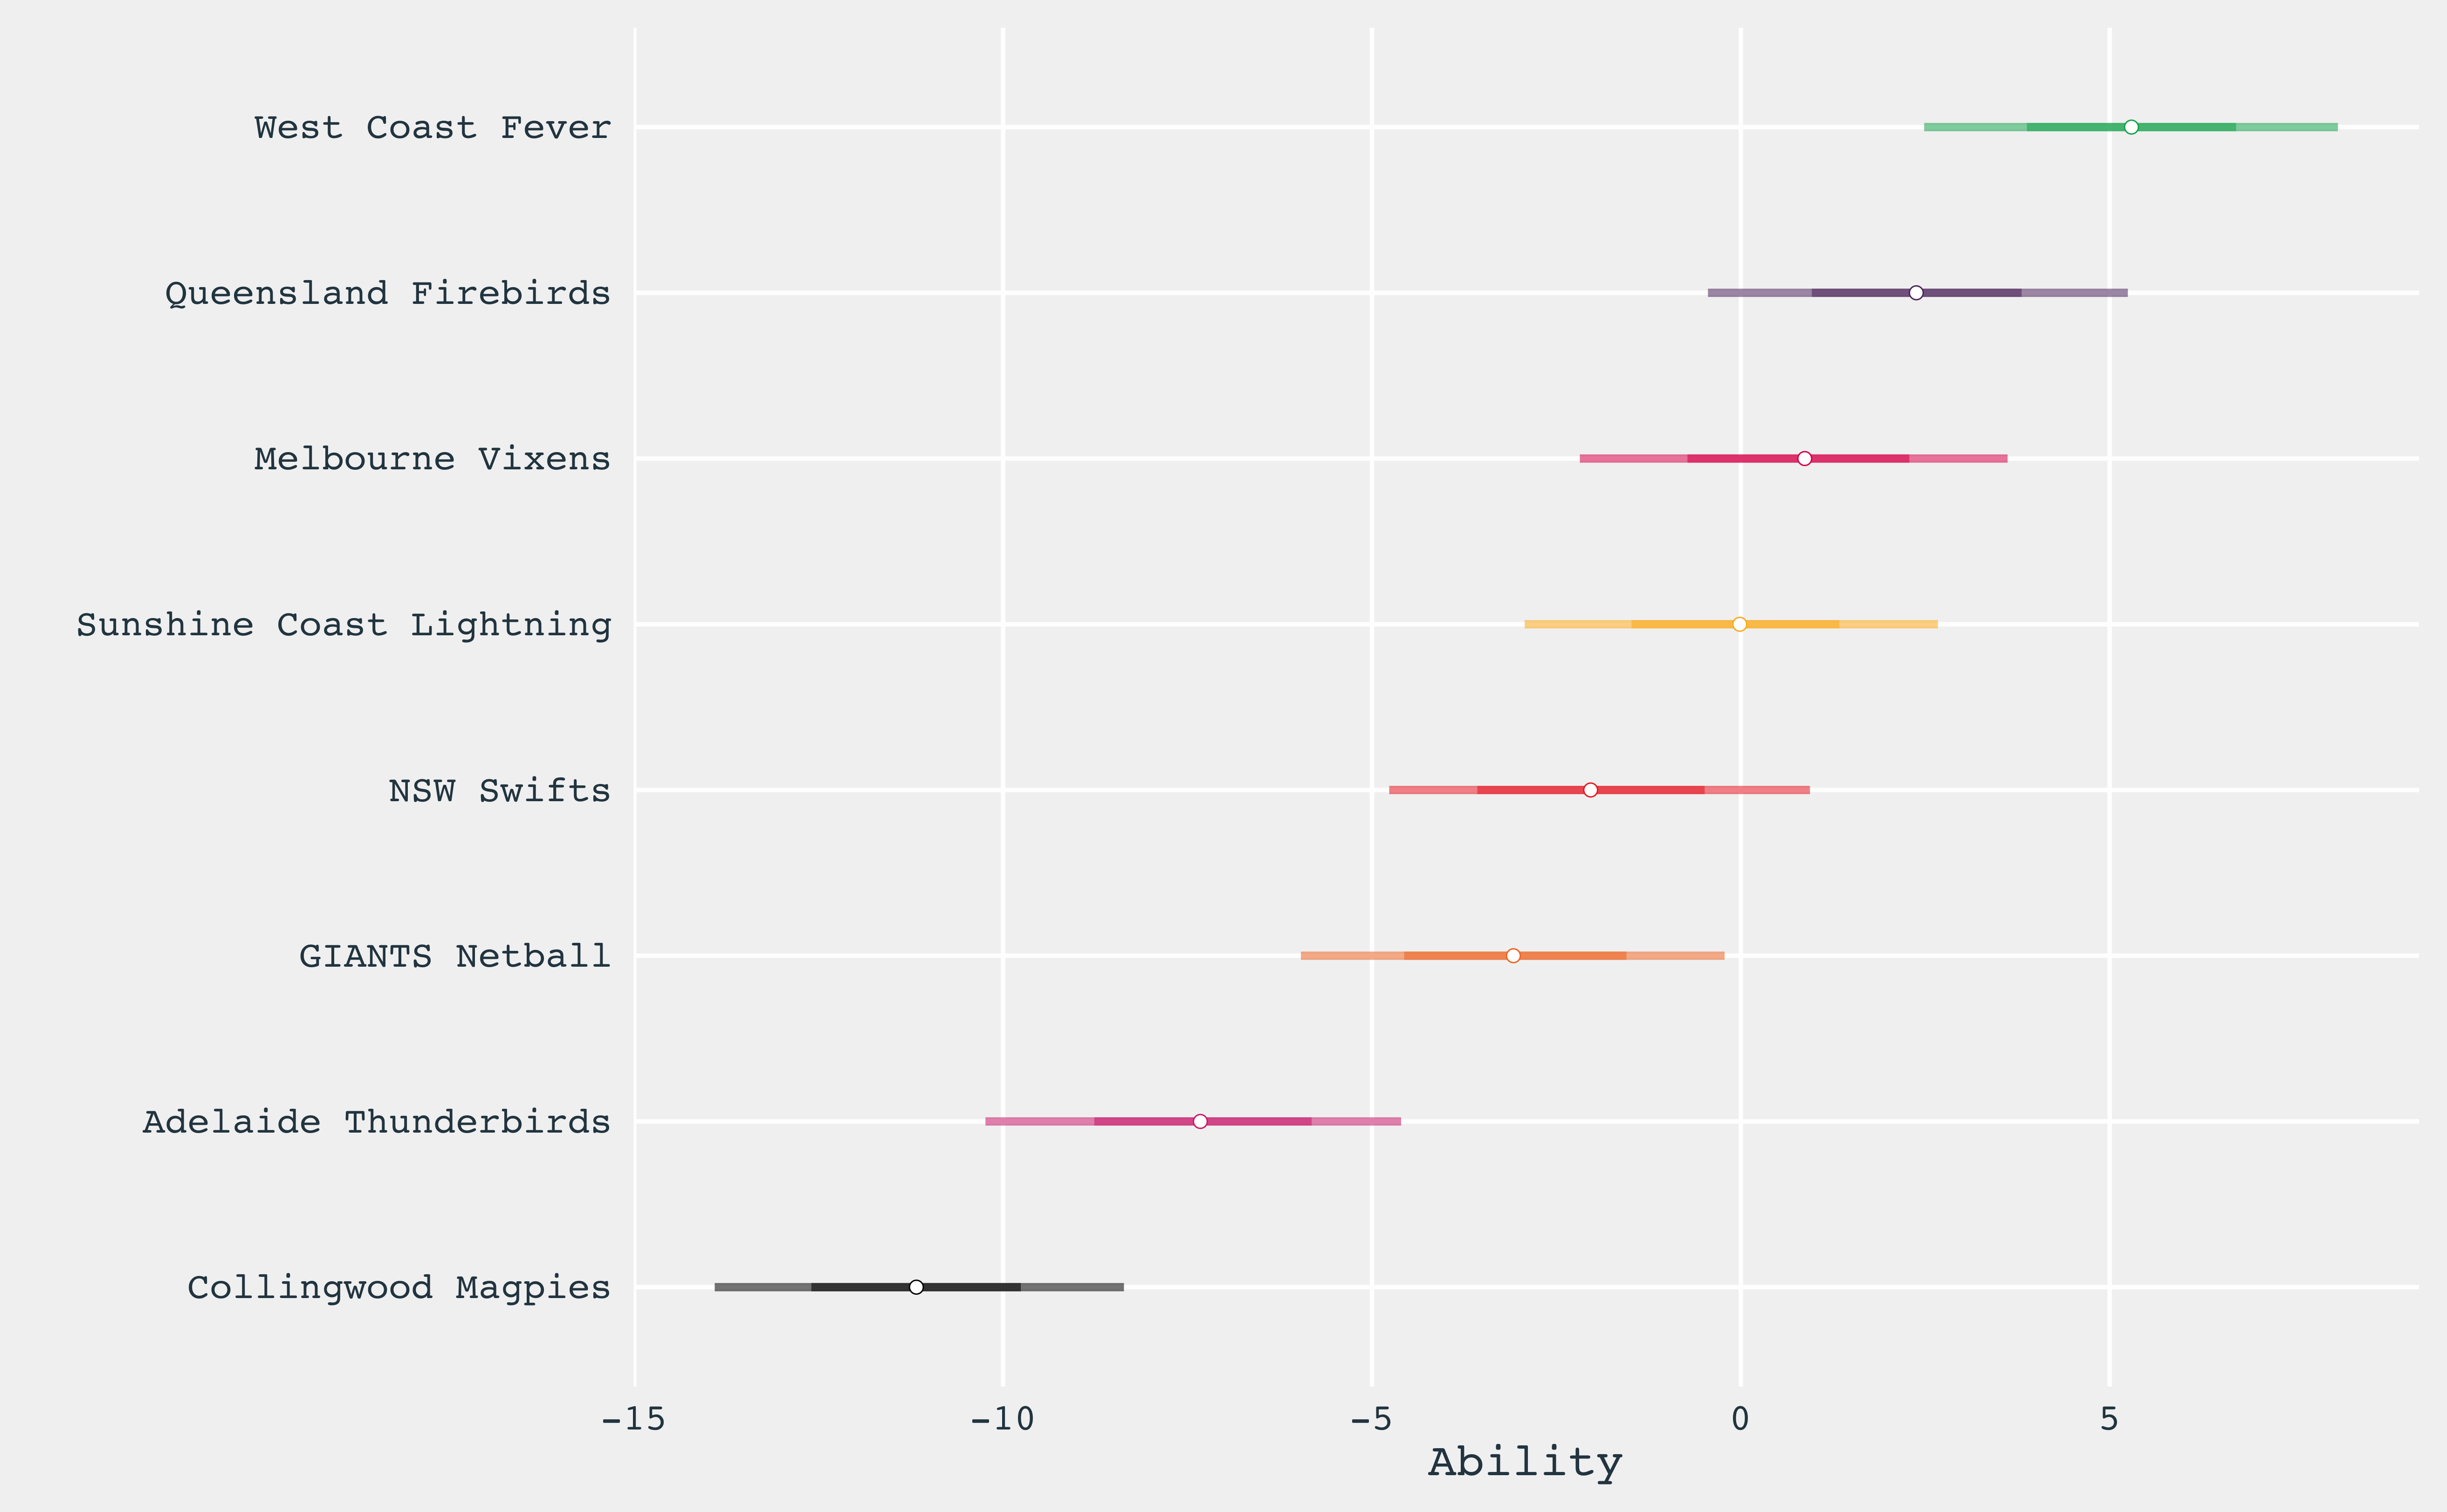 West Coast Fever
Queensland Firebirds
Melbourne Vixens
Sunshine Coast Lightning
NSW Swifts
GIANTS Netball
Adelaide Thunderbirds
Collingwood Magpies
-15 -10 -5 0 5
Ability